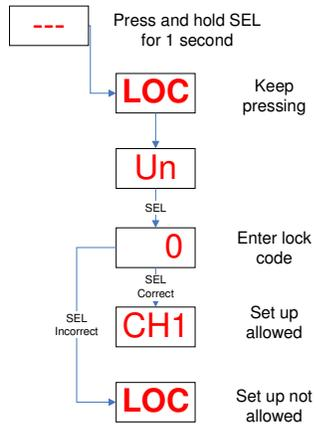 ---
Press and hold SEL
for 1 second
LOC
Keep
pressing
Un
SEL
0
Enter lock
code
SEL
Correct
SEL
Incorrect
CH1
Set up
allowed
LOC
Set up not
allowed